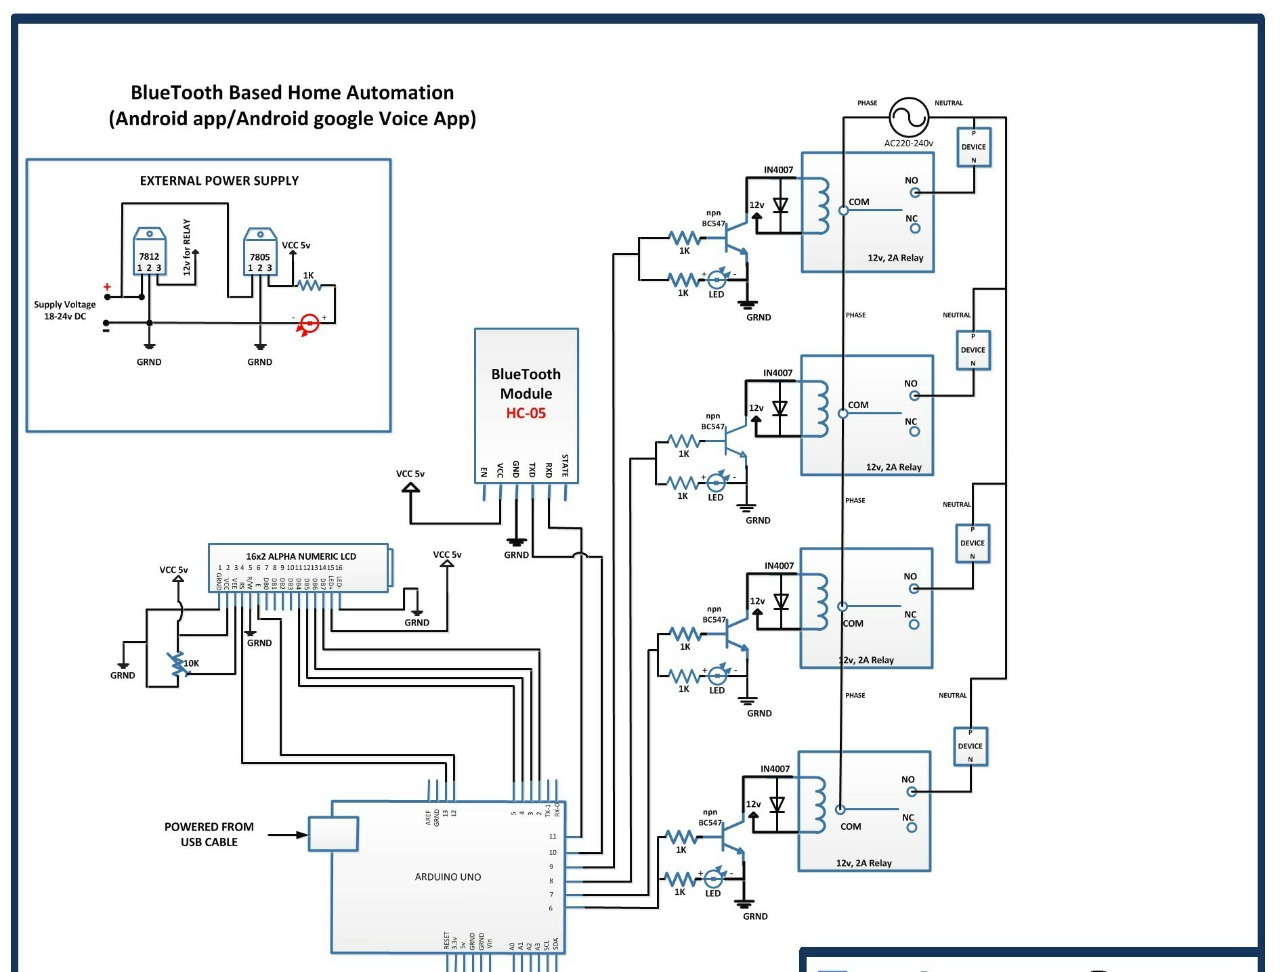 BlueTooth Based Home Automation
(Android app/Android google Voice App)
EXTERNAL POWER SUPPLY
7812
1 2 3
12v for RELAY
7805
1 2 3
VCC 5v
1K
+
Supply Voltage
18-24v DC
-
- +
GRND
GRND
BlueTooth
Module
HC-05
EN
VCC
GND
TXD
RXD
STATE
VCC 5v
GRND
16x2 ALPHA NUMERIC LCD
1 2 3 4 5 6 7 8 9 10 11 12 13 14 15 16
GRND
VCC
VEE
RS
R/W
E
DB0
DB1
DB2
DB3
DB4
DB5
DB6
DB7
LED+
LED-
VCC 5v
VCC 5v
GRND
GRND
10K
GRND
POWERED FROM
USB CABLE
ARDUINO UNO
AREF
GRND
13
12
5
4
3
2
TX-1
RX-0
11
10
9
8
7
6
RESET
3.3v
5v
GRND
GRND
Vin
A0
A1
A2
A3
SCL
SDA
PHASE
NEUTRAL
AC220-240v
P
DEVICE
N
IN4007
12v
npn
BC547
1K
1K
+ -
LED
GRND
COM
NO
NC
12v, 2A Relay
PHASE
NEUTRAL
P
DEVICE
N
IN4007
12v
npn
BC547
1K
1K
+ -
LED
GRND
COM
NO
NC
12v, 2A Relay
PHASE
NEUTRAL
P
DEVICE
N
IN4007
12v
npn
BC547
1K
1K
+ -
LED
GRND
COM
NO
NC
12v, 2A Relay
PHASE
NEUTRAL
P
DEVICE
N
IN4007
12v
npn
BC547
1K
1K
+ -
LED
GRND
COM
NO
NC
12v, 2A Relay